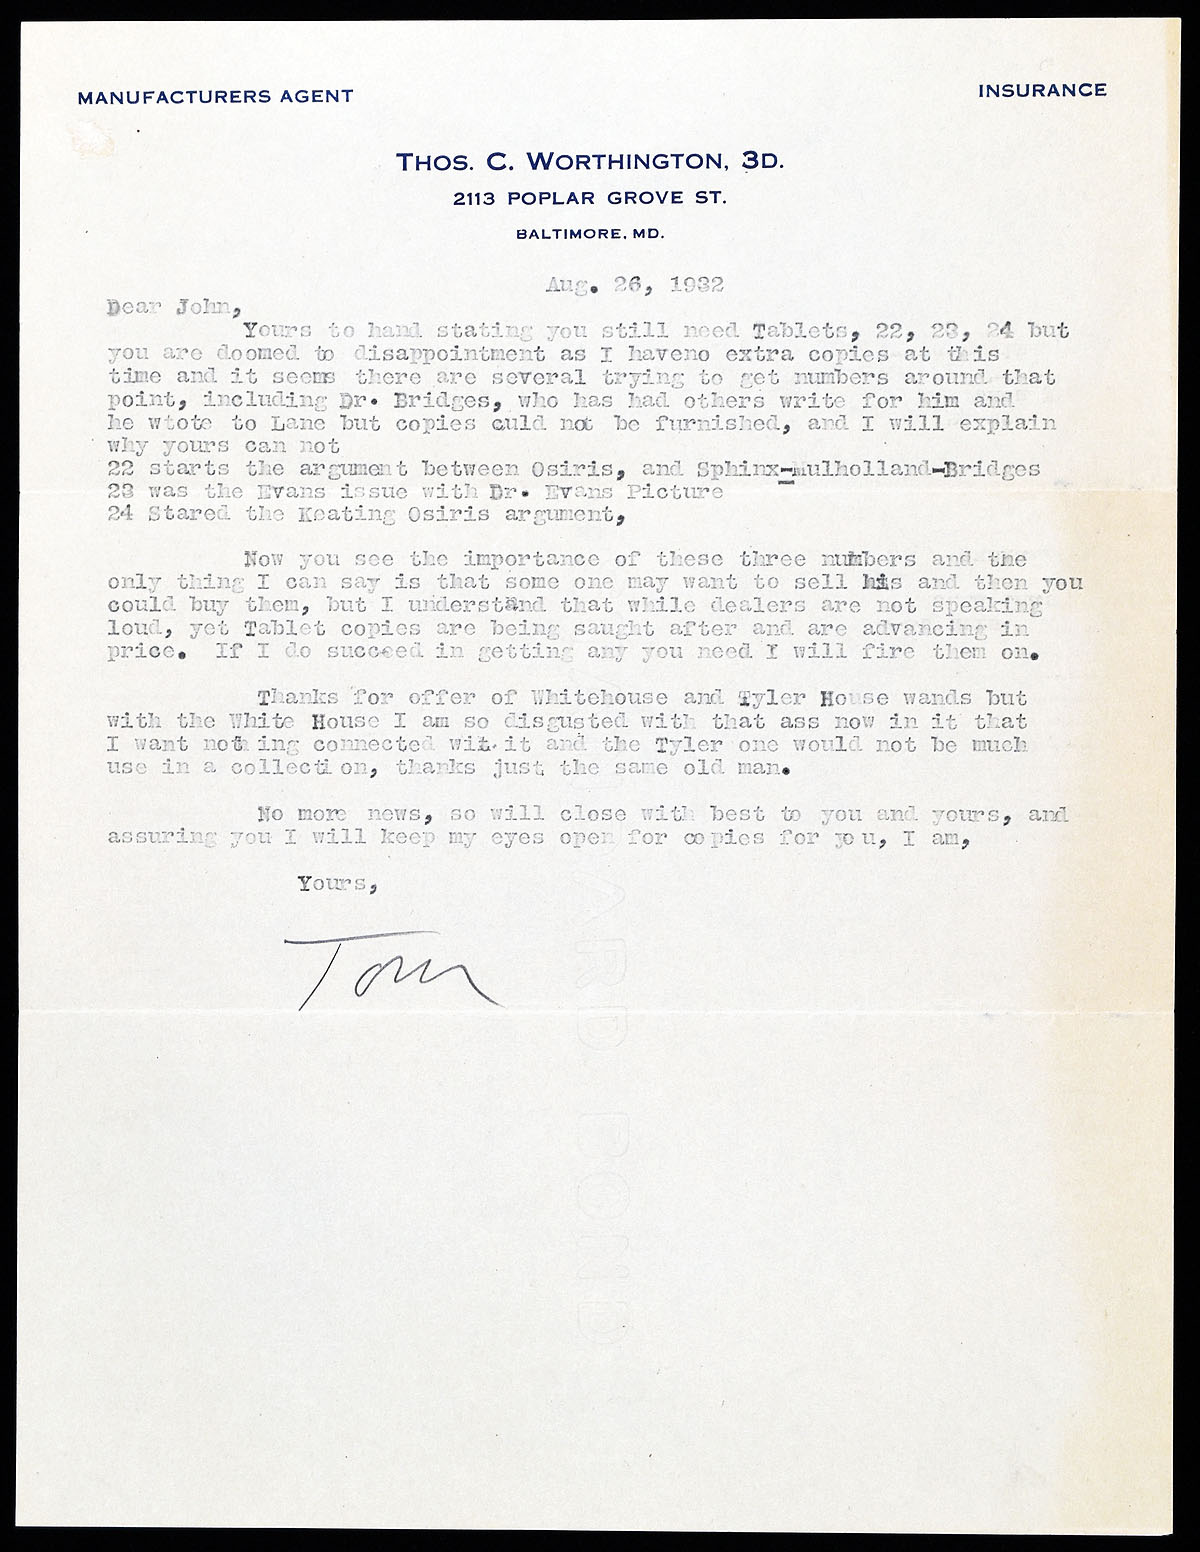 MANUFACTURERS AGENT
INSURANCE
THOS. C. WORTHINGTON, 3D.
2113 POPLAR GROVE ST.
BALTIMORE, MD.
Aug. 26, 1932
Dear John,
Yours to hand stating you still need Tablets, 22, 23, 24 but
you are doomed to disappointment as I haveno extra copies at this
time and it seems there are several trying to get numbers around that
point, including Dr. Bridges, who has had others write for him and
he wtote to Lane but copies culd not be furnished, and I will explain
why yours can not
22 starts the argument between Osiris, and Sphinx-mulholland-Bridges
23 was the Evans issue with Dr. Evans Picture
24 Stared the Keating Osiris argument,
Now you see the importance of these three numbers and the
only thing I can say is that some one may want to sell his and then you
could buy them, but I understand that while dealers are not speaking
loud, yet Tablet copies are being saught after and are advancing in
price. If I do succeed in getting any you need I will fire them on.
Thanks for offer of Whitehouse and Tyler House wands but
with the White House I am so disgusted with that ass now in it that
I want nothing connected with it and the Tyler one would not be much
use in a collection, thanks just the same old man.
No more news, so will close with best to you and yours, and
assuring you I will keep my eyes open for copies for you, I am,
Yours,
Tom